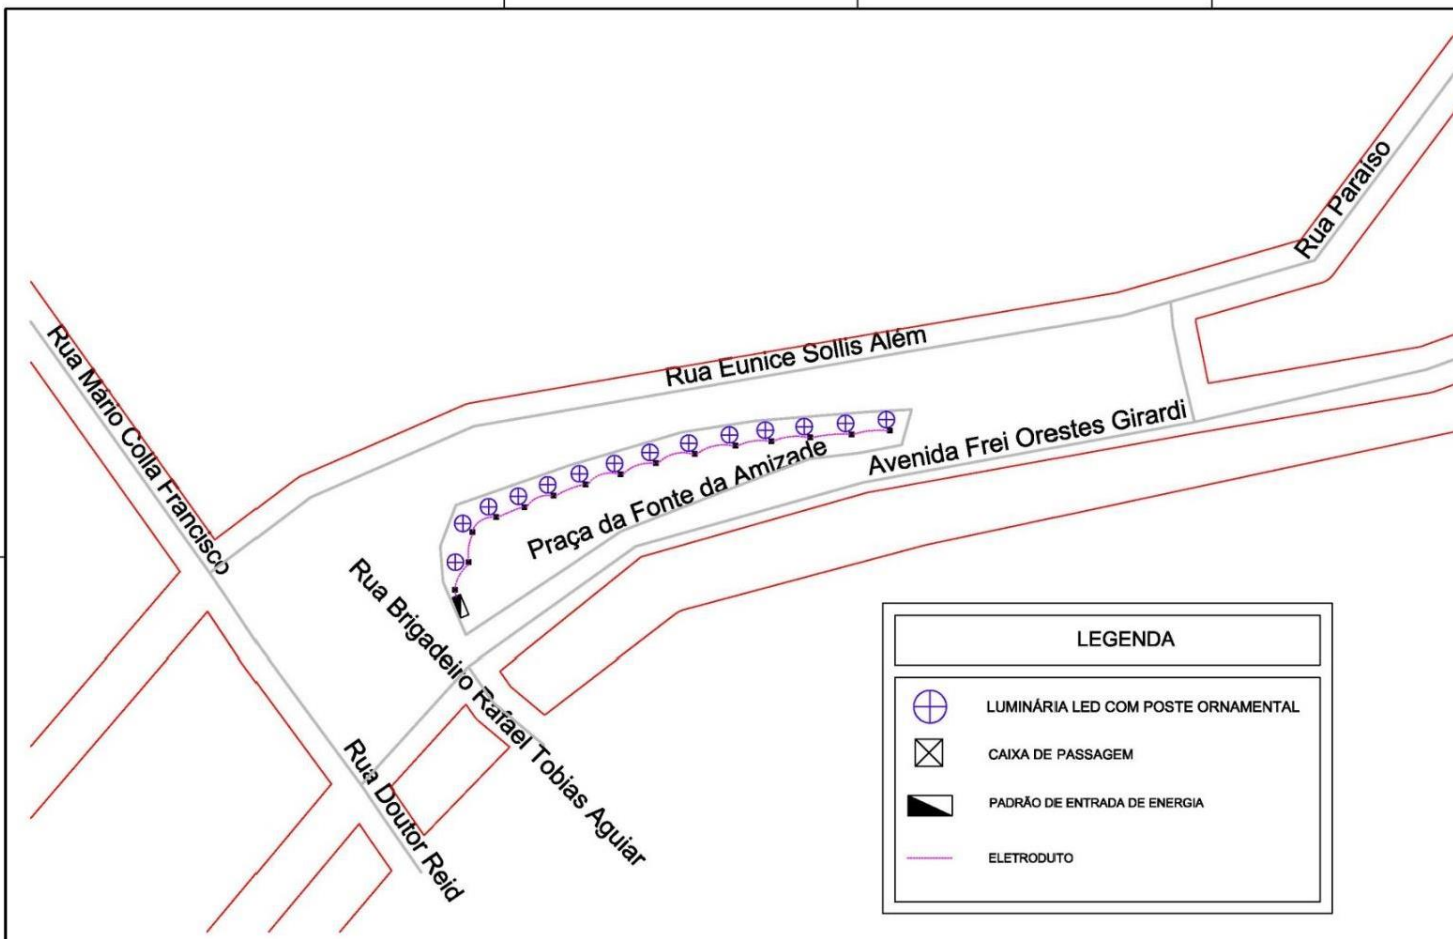 Rua Paraiso
Rua Mário Colla Francisco
Rua Eunice Sollis Além
Avenida Frei Orestes Girardi
Praça da Fonte da Amizade
Rua Brigadeiro Rafael Tobias Aguiar
Rua Doutor Reid
LEGENDA
LUMINÁRIA LED COM POSTE ORNAMENTAL
CAIXA DE PASSAGEM
PADRÃO DE ENTRADA DE ENERGIA
ELETRODUTO